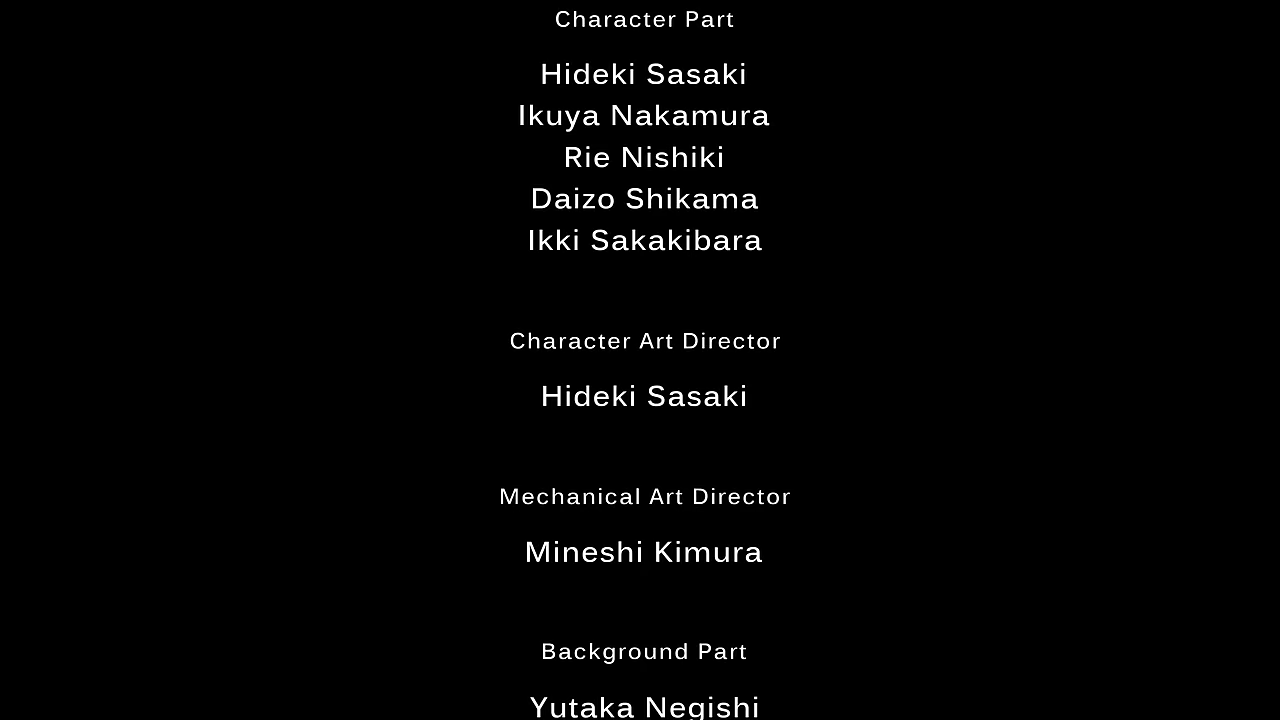 Character Part
Hideki Sasaki
Ikuya Nakamura
Rie Nishiki
Daizo Shikama
Ikki Sakakibara
Character Art Director
Hideki Sasaki
Mechanical Art Director
Mineshi Kimura
Background Part
Yutaka Negishi